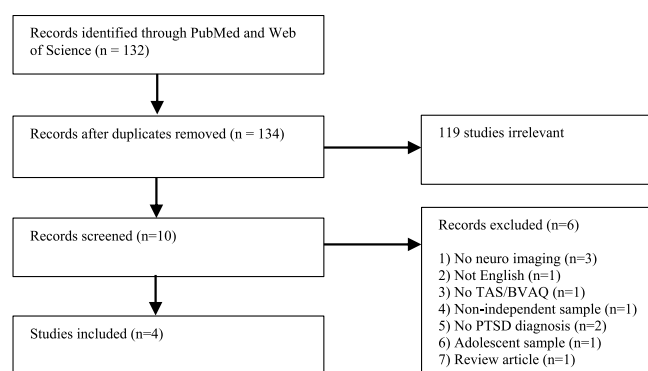 Records identified through PubMed and Web
of Science (n = 132)
Records after duplicates removed (n = 134)
119 studies irrelevant
Records screened (n=10)
Records excluded (n=6)
1) No neuro imaging (n=3)
2) Not English (n=1)
3) No TAS/BVAQ (n=1)
4) Non-independent sample (n=1)
5) No PTSD diagnosis (n=2)
6) Adolescent sample (n=1)
7) Review article (n=1)
Studies included (n=4)